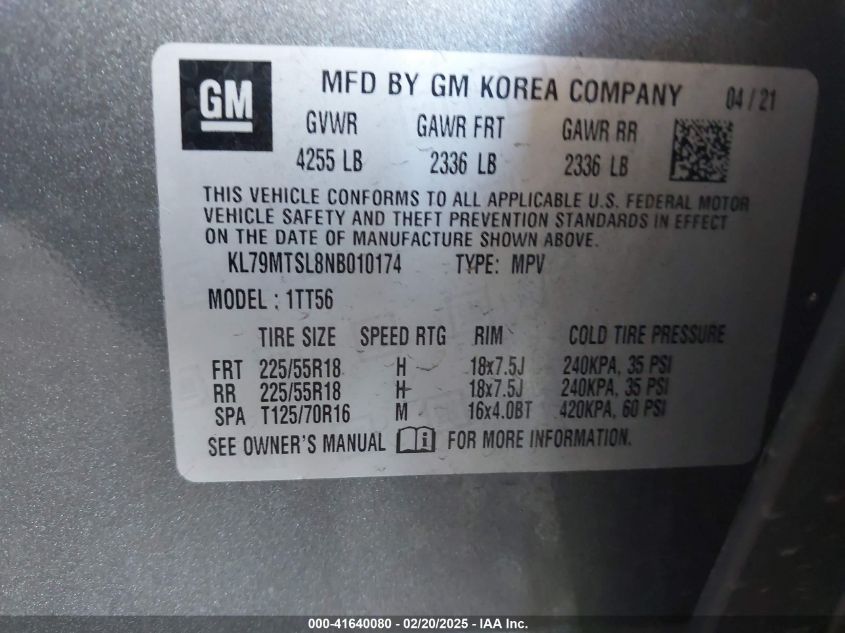 GM
MFD BY GM KOREA COMPANY 04 / 21
GVWR GAWR FRT GAWR RR
4255 LB 2336 LB 2336 LB
THIS VEHICLE CONFORMS TO ALL APPLICABLE U.S. FEDERAL MOTOR
VEHICLE SAFETY AND THEFT PREVENTION STANDARDS IN EFFECT
ON THE DATE OF MANUFACTURE SHOWN ABOVE.
KL79MTSL8NB010174 TYPE: MPV
MODEL : 1TT56
TIRE SIZE SPEED RTG RIM COLD TIRE PRESSURE
FRT 225/55R18 H 18x7.5J 240KPA, 35 PSI
RR 225/55R18 H 18x7.5J 240KPA, 35 PSI
SPA T125/70R16 M 16x4.0BT 420KPA, 60 PSI
SEE OWNER'S MANUAL FOR MORE INFORMATION.
000-41640080 - 02/20/2025 - IAA Inc.